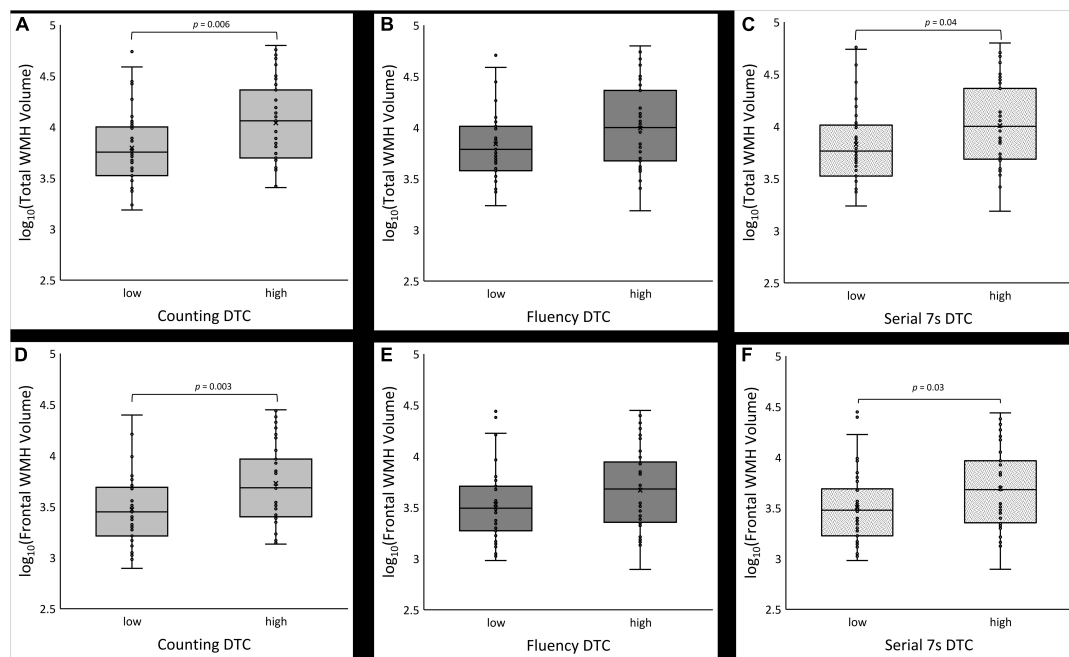 A
p = 0.006
log10(Total WMH Volume)
5
4.5
4
3.5
3
2.5
low high
Counting DTC
B
log10(Total WMH Volume)
5
4.5
4
3.5
3
2.5
low high
Fluency DTC
C
p = 0.04
log10(Total WMH Volume)
5
4.5
4
3.5
3
2.5
low high
Serial 7s DTC
D
p = 0.003
log10(Frontal WMH Volume)
5
4.5
4
3.5
3
2.5
low high
Counting DTC
E
log10(Frontal WMH Volume)
5
4.5
4
3.5
3
2.5
low high
Fluency DTC
F
p = 0.03
log10(Frontal WMH Volume)
5
4.5
4
3.5
3
2.5
low high
Serial 7s DTC